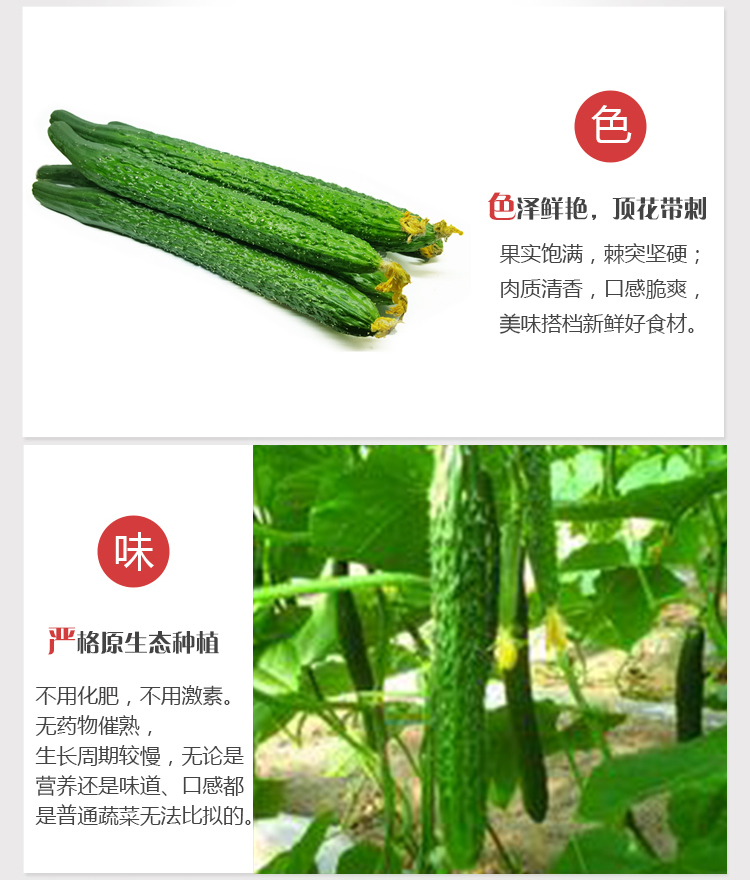 色
色泽鲜艳，顶花带刺
果实饱满，棘突坚硬；
肉质清香，口感脆爽，
美味搭档新鲜好食材。
味
严格原生态种植
不用化肥，不用激素。
无药物催熟，
生长周期较慢，无论是
营养还是味道、口感都
是普通蔬菜无法比拟的。